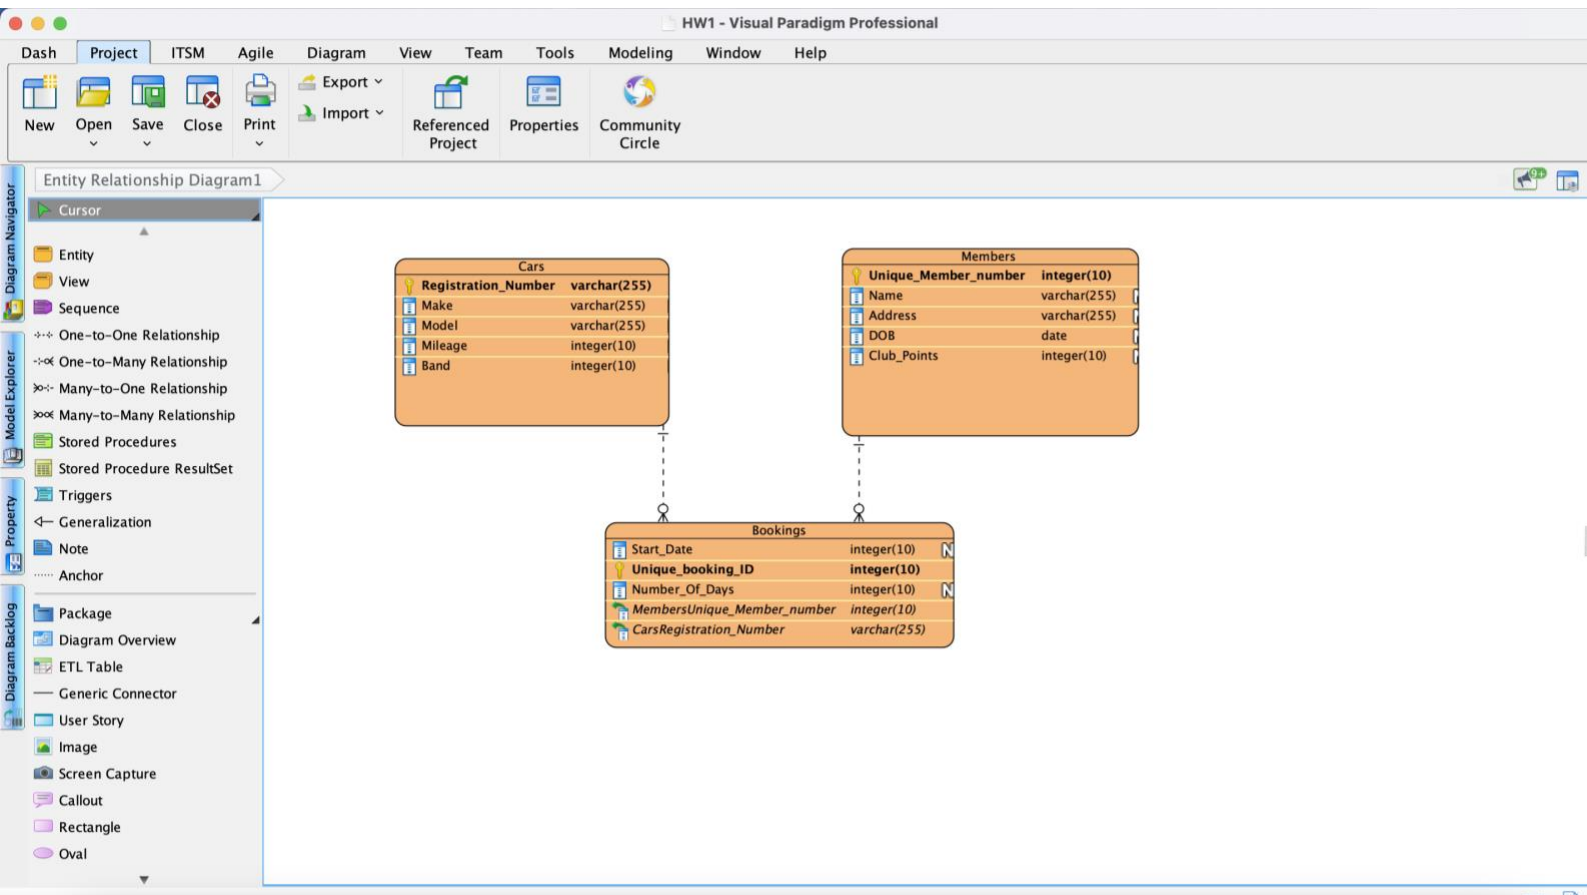 HW1 - Visual Paradigm Professional
Dash Project ITSM Agile Diagram View Team Tools Modeling Window Help
New Open Save Close Print Export Import Referenced Project Properties Community Circle
Entity Relationship Diagram1
9+
Diagram Navigator
Model Explorer
Property
Diagram Backlog
Cursor
Entity
View
Sequence
One-to-One Relationship
One-to-Many Relationship
Many-to-One Relationship
Many-to-Many Relationship
Stored Procedures
Stored Procedure ResultSet
Triggers
Generalization
Note
Anchor
Package
Diagram Overview
ETL Table
Generic Connector
User Story
Image
Screen Capture
Callout
Rectangle
Oval
Cars
Registration_Number varchar(255)
Make varchar(255)
Model varchar(255)
Mileage integer(10)
Band integer(10)
Members
Unique_Member_number integer(10)
Name varchar(255)
Address varchar(255)
DOB date
Club_Points integer(10)
Bookings
Start_Date integer(10) N
Unique_booking_ID integer(10)
Number_Of_Days integer(10) N
MembersUnique_Member_number integer(10)
CarsRegistration_Number varchar(255)